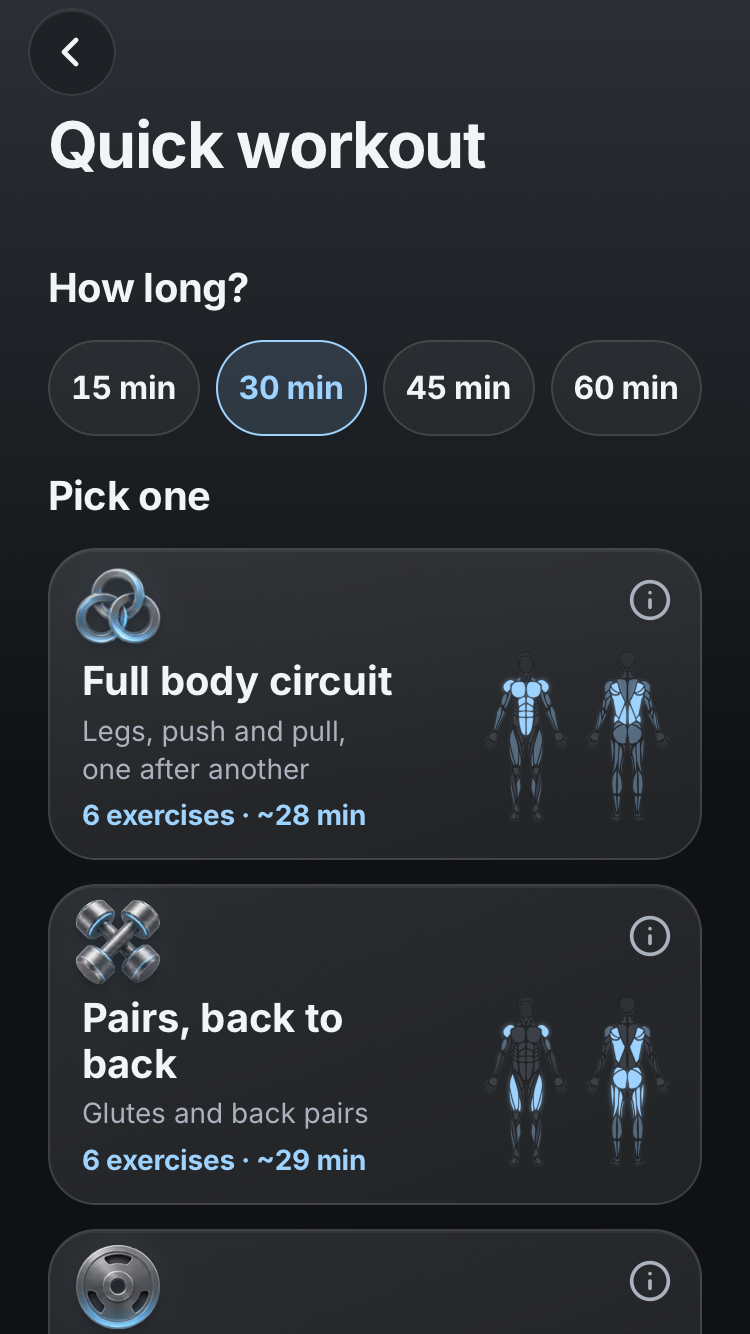 Quick workout
How long?
15 min
30 min
45 min
60 min
Pick one
Full body circuit
Legs, push and pull,
one after another
6 exercises · ~28 min
Pairs, back to
back
Glutes and back pairs
6 exercises · ~29 min